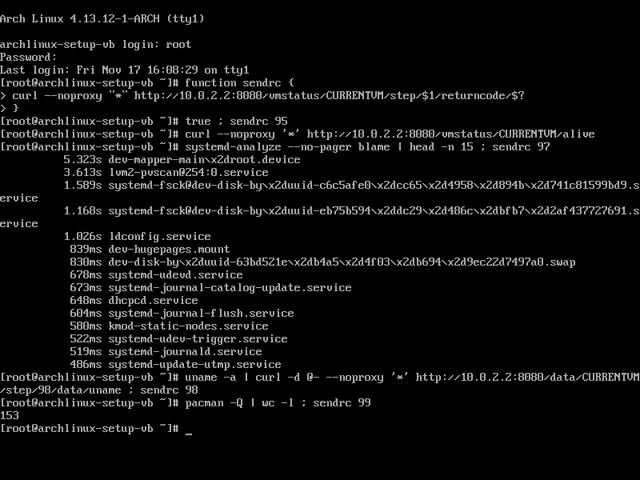 Arch Linux 4.13.12-1-ARCH (tty1)
archlinux-setup-vb login: root
Password:
Last login: Fri Nov 17 16:08:29 on tty1
[root@archlinux-setup-vb ~]# function sendrc {
> curl --noproxy "*" http://10.0.2.2:8080/vmstatus/CURRENTVM/step/$1/returncode/$?
> }
[root@archlinux-setup-vb ~]# true ; sendrc 95
[root@archlinux-setup-vb ~]# curl --noproxy '*' http://10.0.2.2:8080/vmstatus/CURRENTVM/alive
[root@archlinux-setup-vb ~]# systemd-analyze --no-pager blame | head -n 15 ; sendrc 97
5.323s dev-mapper-main\x2droot.device
3.613s lvm2-pvscan@254:0.service
1.589s systemd-fsck@dev-disk-by\x2duuid-c6c5afe0\x2dcc65\x2d4958\x2d894b\x2d741c81599bd9.s
ervice
1.168s systemd-fsck@dev-disk-by\x2duuid-eb75b594\x2ddc29\x2d486c\x2dbfb7\x2d2af437727691.s
ervice
1.026s ldconfig.service
839ms dev-hugepages.mount
830ms dev-disk-by\x2duuid-63bd521e\x2db4a5\x2d4f03\x2db694\x2d9ec22d7497a0.swap
678ms systemd-udevd.service
673ms systemd-journal-catalog-update.service
648ms dhcpcd.service
604ms systemd-journal-flush.service
580ms kmod-static-nodes.service
522ms systemd-udev-trigger.service
519ms systemd-journald.service
486ms systemd-update-utmp.service
[root@archlinux-setup-vb ~]# uname -a | curl -d @- --noproxy '*' http://10.0.2.2:8080/data/CURRENTVM
/step/98/data/uname ; sendrc 98
[root@archlinux-setup-vb ~]# pacman -Q | wc -l ; sendrc 99
153
[root@archlinux-setup-vb ~]# _